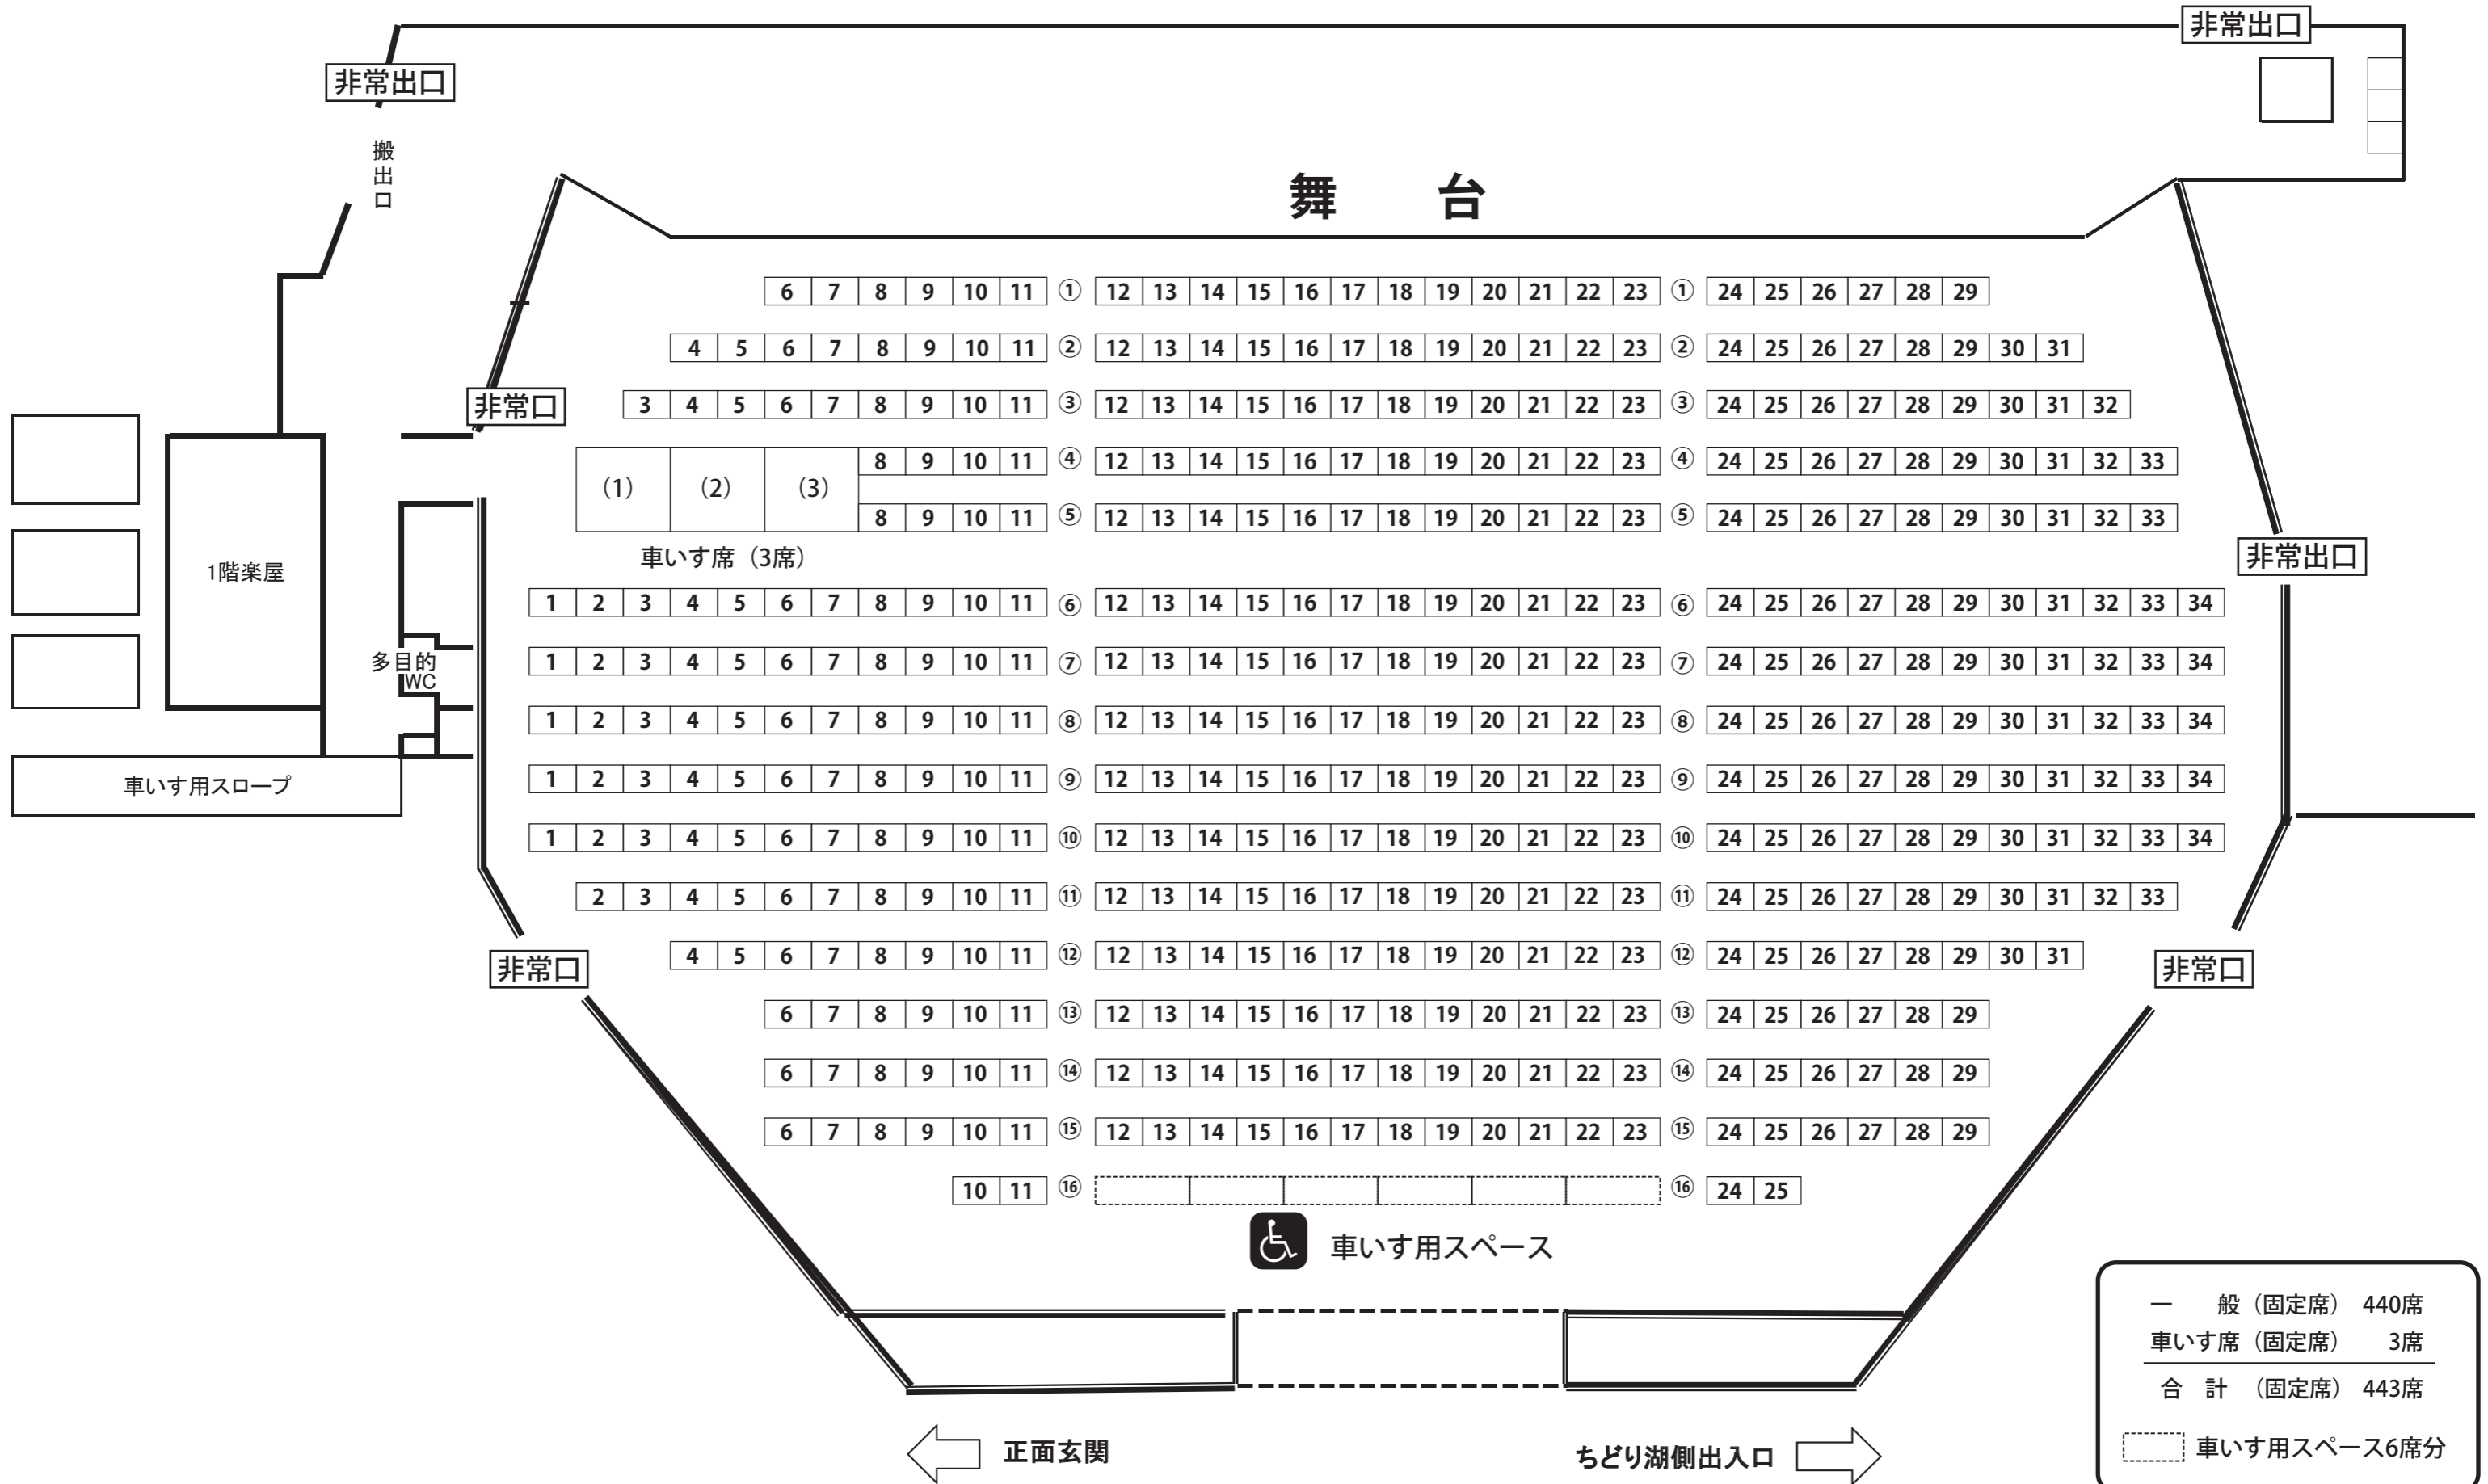 非常出口
非常出口
搬出口
舞　台
6 7 8 9 10 11 ① 12 13 14 15 16 17 18 19 20 21 22 23 ① 24 25 26 27 28 29
4 5 6 7 8 9 10 11 ② 12 13 14 15 16 17 18 19 20 21 22 23 ② 24 25 26 27 28 29 30 31
非常口
3 4 5 6 7 8 9 10 11 ③ 12 13 14 15 16 17 18 19 20 21 22 23 ③ 24 25 26 27 28 29 30 31 32
8 9 10 11 ④ 12 13 14 15 16 17 18 19 20 21 22 23 ④ 24 25 26 27 28 29 30 31 32 33
(1) (2) (3)
8 9 10 11 ⑤ 12 13 14 15 16 17 18 19 20 21 22 23 ⑤ 24 25 26 27 28 29 30 31 32 33
車いす席（3席）
非常出口
1階楽屋
1 2 3 4 5 6 7 8 9 10 11 ⑥ 12 13 14 15 16 17 18 19 20 21 22 23 ⑥ 24 25 26 27 28 29 30 31 32 33 34
多目的
WC
1 2 3 4 5 6 7 8 9 10 11 ⑦ 12 13 14 15 16 17 18 19 20 21 22 23 ⑦ 24 25 26 27 28 29 30 31 32 33 34
1 2 3 4 5 6 7 8 9 10 11 ⑧ 12 13 14 15 16 17 18 19 20 21 22 23 ⑧ 24 25 26 27 28 29 30 31 32 33 34
車いす用スロープ
1 2 3 4 5 6 7 8 9 10 11 ⑨ 12 13 14 15 16 17 18 19 20 21 22 23 ⑨ 24 25 26 27 28 29 30 31 32 33 34
1 2 3 4 5 6 7 8 9 10 11 ⑩ 12 13 14 15 16 17 18 19 20 21 22 23 ⑩ 24 25 26 27 28 29 30 31 32 33 34
2 3 4 5 6 7 8 9 10 11 ⑪ 12 13 14 15 16 17 18 19 20 21 22 23 ⑪ 24 25 26 27 28 29 30 31 32 33
4 5 6 7 8 9 10 11 ⑫ 12 13 14 15 16 17 18 19 20 21 22 23 ⑫ 24 25 26 27 28 29 30 31
非常口
非常口
6 7 8 9 10 11 ⑬ 12 13 14 15 16 17 18 19 20 21 22 23 ⑬ 24 25 26 27 28 29
6 7 8 9 10 11 ⑭ 12 13 14 15 16 17 18 19 20 21 22 23 ⑭ 24 25 26 27 28 29
6 7 8 9 10 11 ⑮ 12 13 14 15 16 17 18 19 20 21 22 23 ⑮ 24 25 26 27 28 29
10 11 ⑯ ⑯ 24 25
車いす用スペース
一　般（固定席） 440席
車いす席（固定席） 3席
合　計（固定席） 443席
車いす用スペース6席分
正面玄関
ちどり湖側出入口